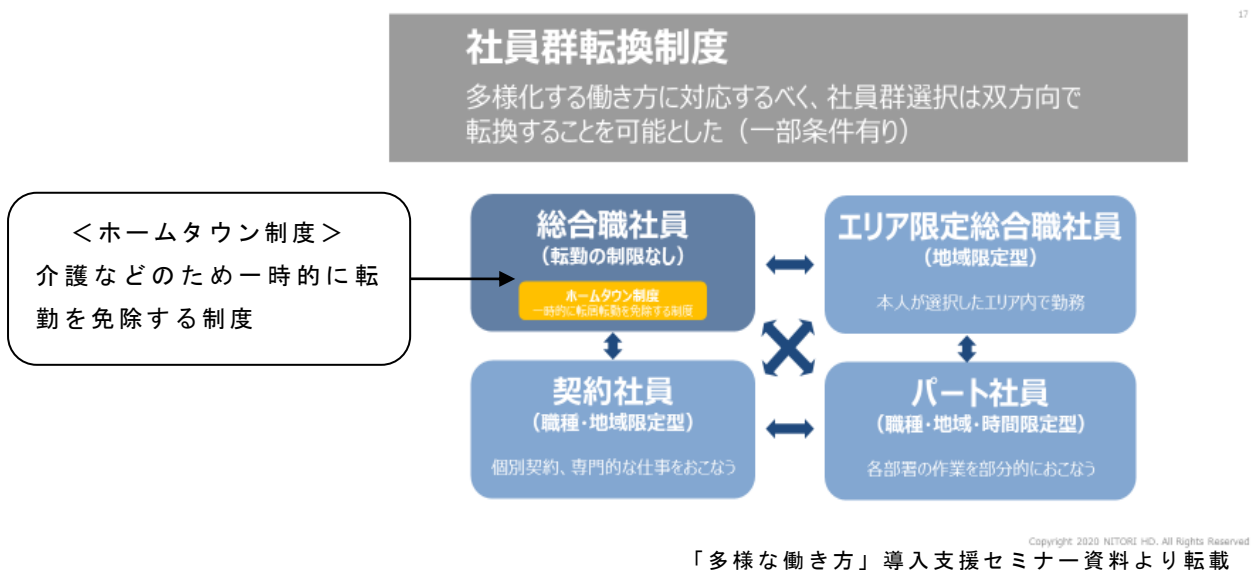 17
社員群転換制度
多様化する働き方に対応するべく、社員群選択は双方向で
転換することを可能とした（一部条件有り）
＜ホームタウン制度＞
介護などのため一時的に転
勤を免除する制度
総合職社員
（転勤の制限なし）
ホームタウン制度
一時的に転居転勤を免除する制度
エリア限定総合職社員
（地域限定型）
本人が選択したエリア内で勤務
契約社員
（職種・地域限定型）
個別契約、専門的な仕事をおこなう
パート社員
（職種・地域・時間限定型）
各部署の作業を部分的におこなう
Copyright 2020 NITORI HD. All Rights Reserved
「多様な働き方」導入支援セミナー資料より転載